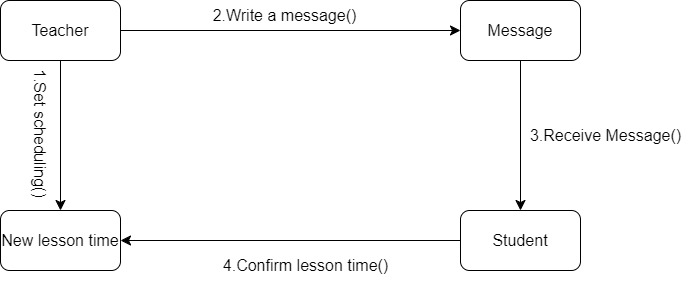 2.Write a message()
Teacher
Message
1.Set scheduling()
3.Receive Message()
New lesson time
Student
4.Confirm lesson time()